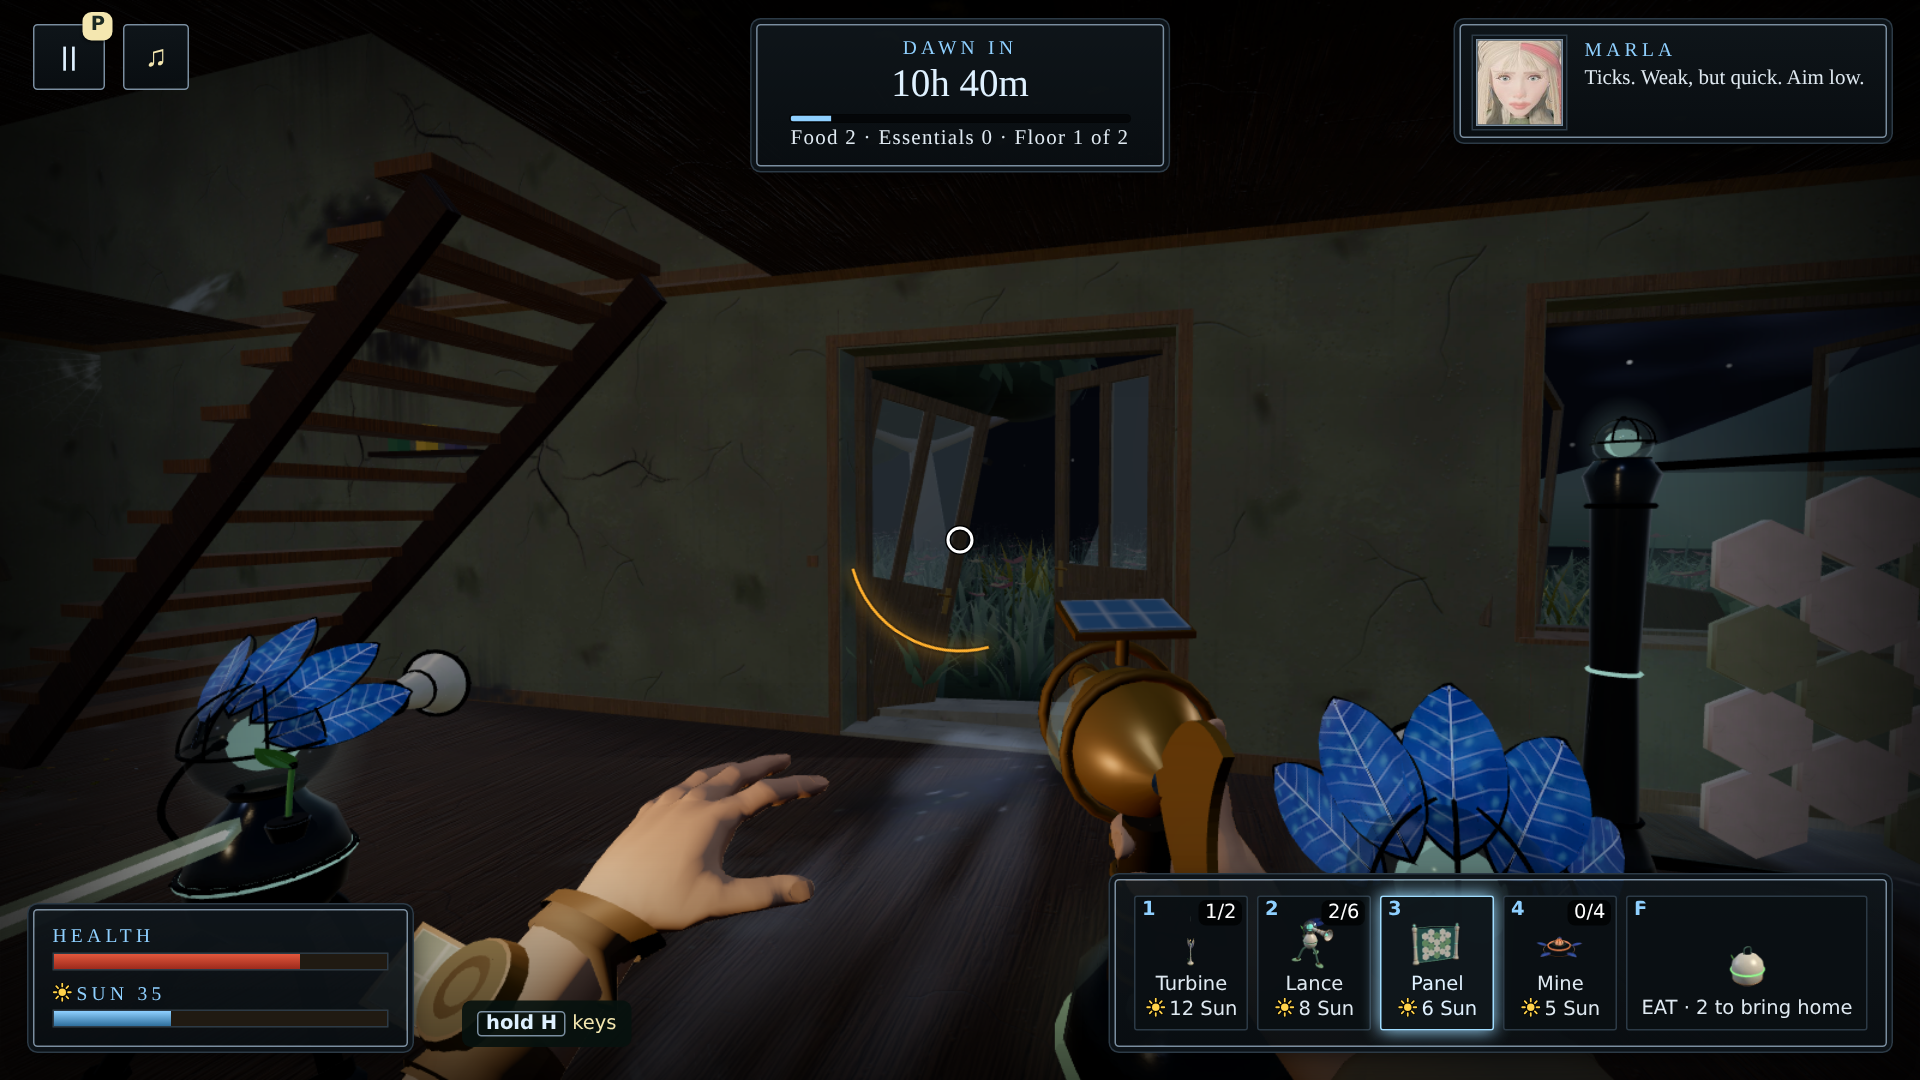 P
DAWN IN
10h 40m
Food 2 · Essentials 0 · Floor 1 of 2
MARLA
Ticks. Weak, but quick. Aim low.
HEALTH
SUN 35
hold H keys
1 1/2
Turbine
12 Sun
2 2/6
Lance
8 Sun
3
Panel
6 Sun
4 0/4
Mine
5 Sun
F
EAT · 2 to bring home